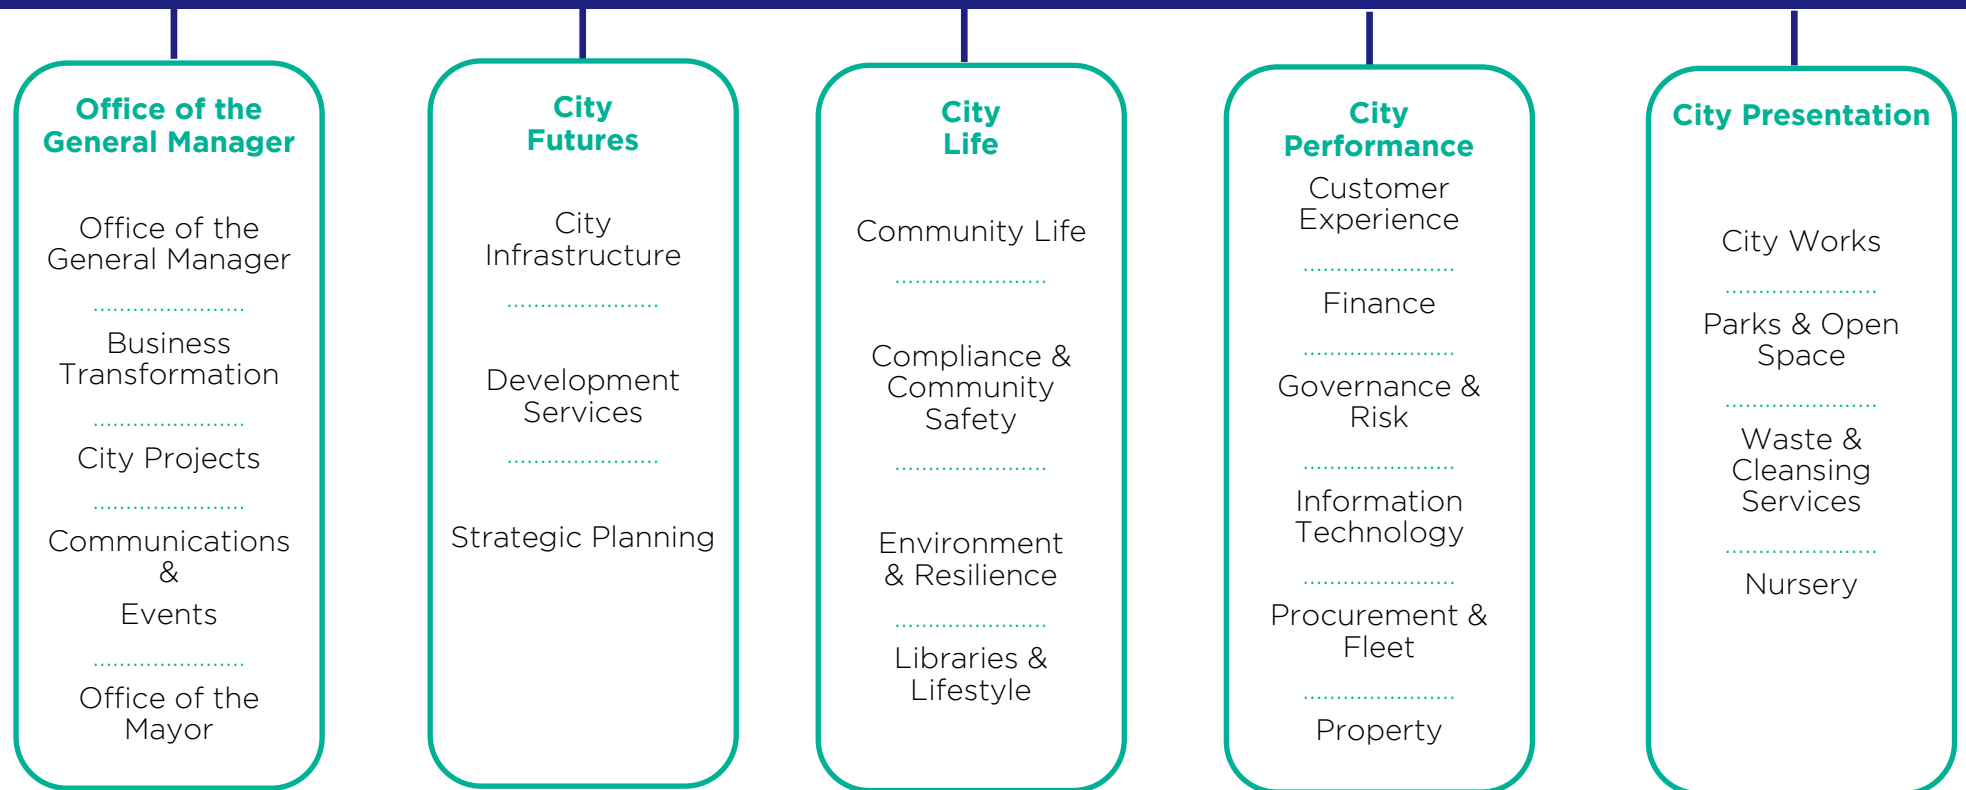 Office of the
General Manager
Office of the
General Manager
Business
Transformation
City Projects
Communications
&
Events
Office of the
Mayor
City
Futures
City
Infrastructure
Development
Services
Strategic Planning
City
Life
Community Life
Compliance &
Community
Safety
Environment
& Resilience
Libraries &
Lifestyle
City
Performance
Customer
Experience
Finance
Governance &
Risk
Information
Technology
Procurement &
Fleet
Property
City Presentation
City Works
Parks & Open
Space
Waste &
Cleansing
Services
Nursery